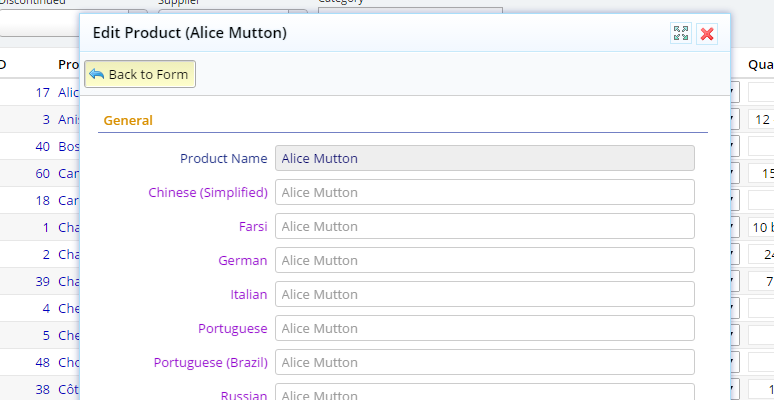 Discontinued Supplier Category
Edit Product (Alice Mutton)
Back to Form
General
Product Name Alice Mutton
Chinese (Simplified) Alice Mutton
Farsi Alice Mutton
German Alice Mutton
Italian Alice Mutton
Portuguese Alice Mutton
Portuguese (Brazil) Alice Mutton
Russian Alice Mutton
D Pro Qua
17 Alic
3 Ani 12
40 Bos
60 Car 15
18 Car
1 Cha 10 b
2 Cha 24
39 Cha 7
4 Che
5 Che
48 Cho
38 Côt 1